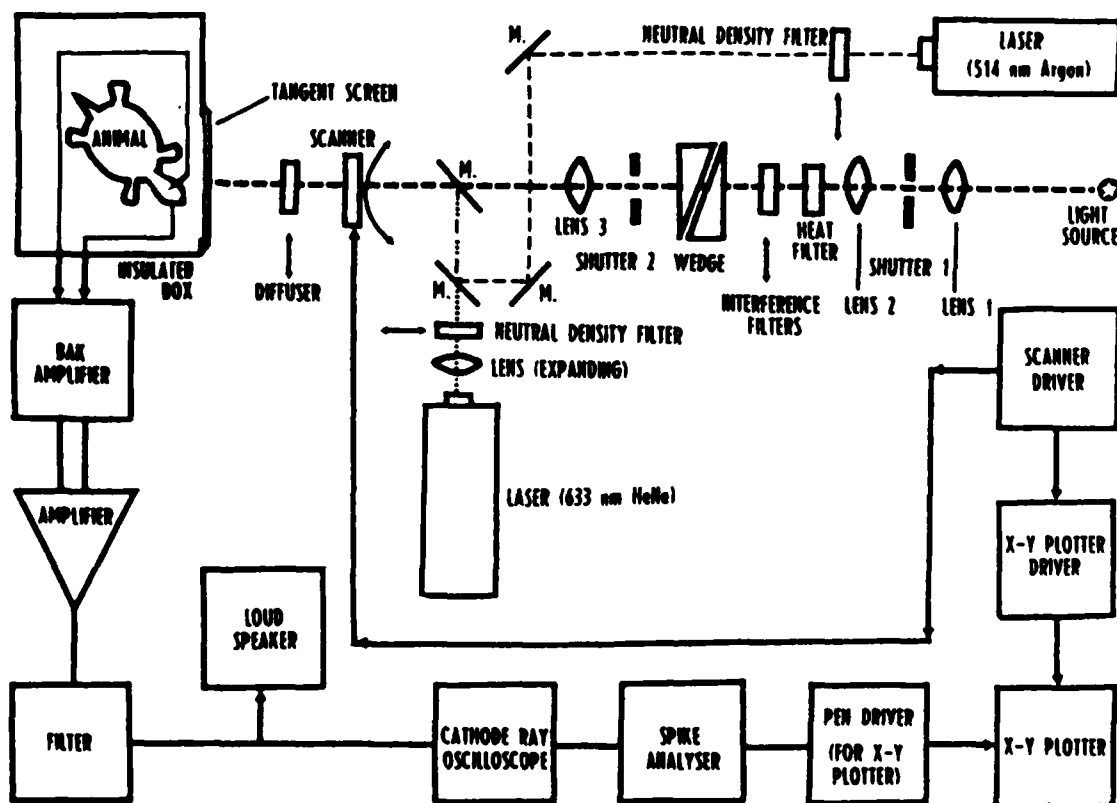 M.
NEUTRAL DENSITY FILTER
LASER
(514 nm Argon)
TANGENT SCREEN
SCANNER
ANIMAL
M.
LENS 3
SHUTTER 2
WEDGE
HEAT
FILTER
SHUTTER 1
LIGHT
SOURCE
INSULATED
BOX
DIFFUSER
M.
M.
INTERFERENCE
FILTERS
LENS 2
LENS 1
NEUTRAL DENSITY FILTER
LENS (EXPANDING)
BAK
AMPLIFIER
SCANNER
DRIVER
LASER (633 nm HeNe)
AMPLIFIER
X-Y PLOTTER
DRIVER
LOUD
SPEAKER
FILTER
CATHODE RAY
OSCILLOSCOPE
SPIKE
ANALYSER
PEN DRIVER
(FOR X-Y
PLOTTER)
X-Y PLOTTER